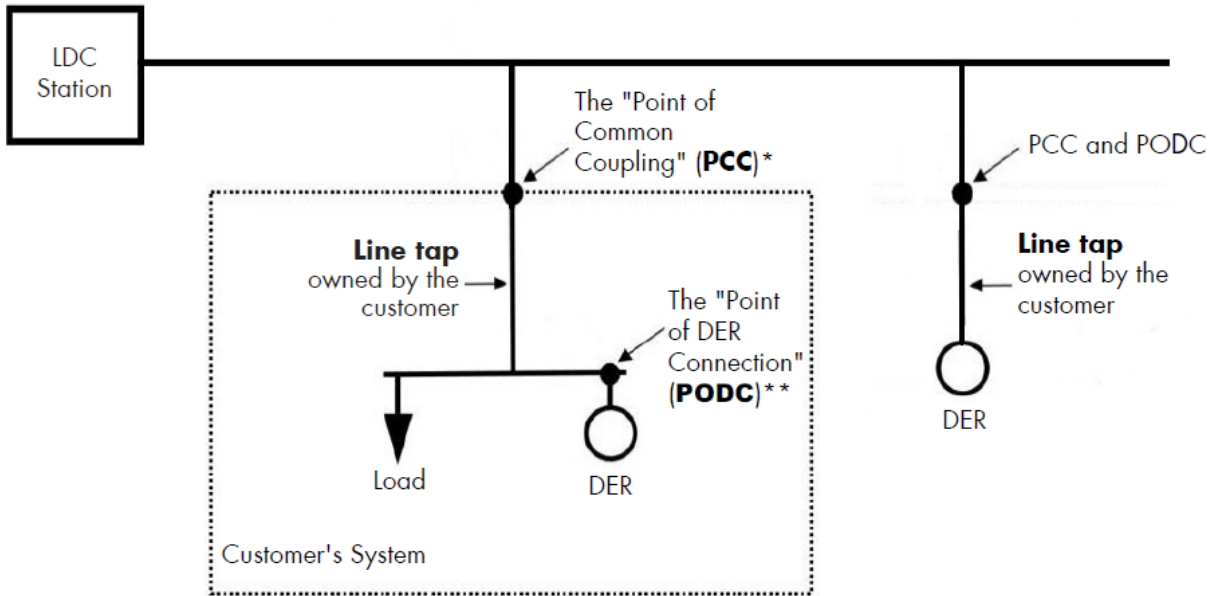 LDC
Station
The "Point of
Common
Coupling" (PCC)*
PCC and PODC
Line tap
owned by the
customer
Line tap
owned by the
customer
The "Point
of DER
Connection"
(PODC)**
Load
DER
DER
Customer's System